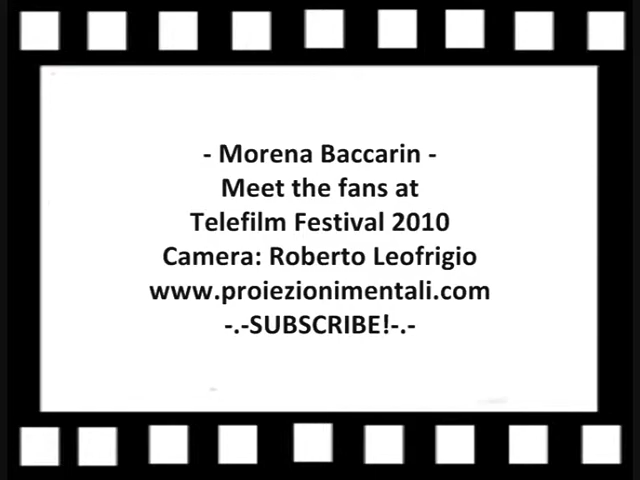 - Morena Baccarin -
Meet the fans at
Telefilm Festival 2010
Camera: Roberto Leofrigio
www.proiezionimentali.com
-.-SUBSCRIBE!-.-